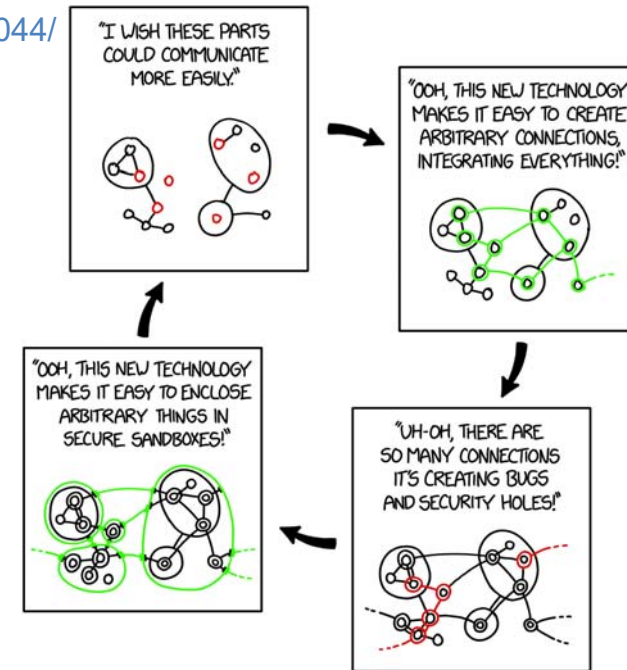 044/
"I WISH THESE PARTS
COULD COMMUNICATE
MORE EASILY."
"OOH, THIS NEW TECHNOLOGY
MAKES IT EASY TO CREATE
ARBITRARY CONNECTIONS,
INTEGRATING EVERYTHING!"
"UH-OH, THERE ARE
SO MANY CONNECTIONS
IT'S CREATING BUGS
AND SECURITY HOLES!"
"OOH, THIS NEW TECHNOLOGY
MAKES IT EASY TO ENCLOSE
ARBITRARY THINGS IN
SECURE SANDBOXES!"